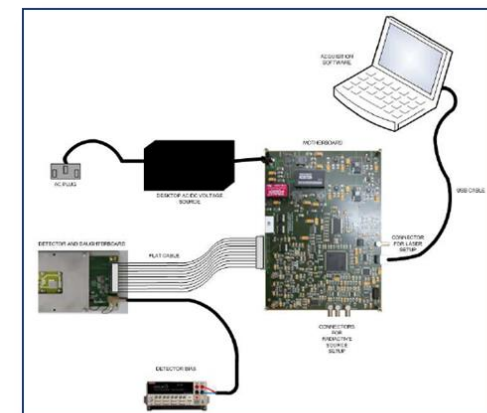 ACQUISITION
SOFTWARE
MOTHERBOARD
AC PLUG
DESKTOP AC/DC VOLTAGE
SOURCE
USB CABLE
CONNECTOR
FOR LASER
SETUP
DETECTOR AND DAUGHTERBOARD
FLAT CABLE
CONNECTORS
FOR
RADIOACTIVE
SOURCE
SETUP
DETECTOR BIAS